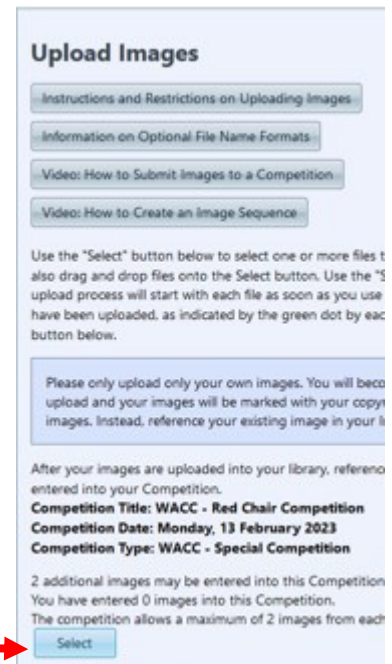 Upload Images
Instructions and Restrictions on Uploading Images
Information on Optional File Name Formats
Video: How to Submit Images to a Competition
Video: How to Create an Image Sequence
Use the "Select" button below to select one or more files t
also drag and drop files onto the Select button. Use the "S
upload process will start with each file as soon as you use
have been uploaded, as indicated by the green dot by eac
button below.
Please only upload only your own images. You will beco
upload and your images will be marked with your copyr
images. Instead, reference your existing image in your
After your images are uploaded into your library, reference
entered into your Competition.
Competition Title: WACC - Red Chair Competition
Competition Date: Monday, 13 February 2023
Competition Type: WACC - Special Competition
2 additional images may be entered into this Competition
You have entered 0 images into this Competition.
The competition allows a maximum of 2 images from each
Select